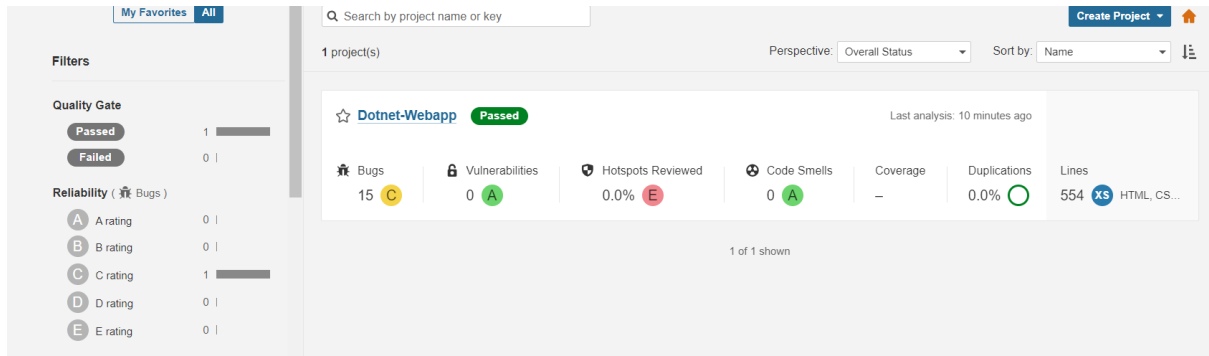 My Favorites All
Search by project name or key
Create Project
1 project(s)
Perspective: Overall Status
Sort by: Name
Filters
Quality Gate
Passed 1
Failed 0
Reliability ( Bugs )
A A rating 0
B B rating 0
C C rating 1
D D rating 0
E E rating 0
Dotnet-Webapp Passed
Last analysis: 10 minutes ago
Bugs Vulnerabilities Hotspots Reviewed Code Smells Coverage Duplications Lines
15 C 0 A 0.0% E 0 A – 0.0% 554 XS HTML, CS...
1 of 1 shown